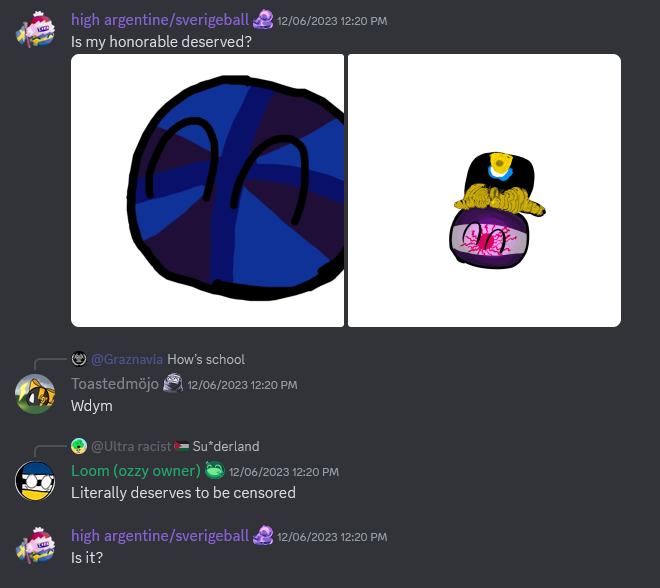 high argentine/sverigeball 12/06/2023 12:20 PM
Is my honorable deserved?
@Graznavia How's school
Toastedmöjo 12/06/2023 12:20 PM
Wdym
@Ultra racist Su*derland
Loom (ozzy owner) 12/06/2023 12:20 PM
Literally deserves to be censored
high argentine/sverigeball 12/06/2023 12:20 PM
Is it?